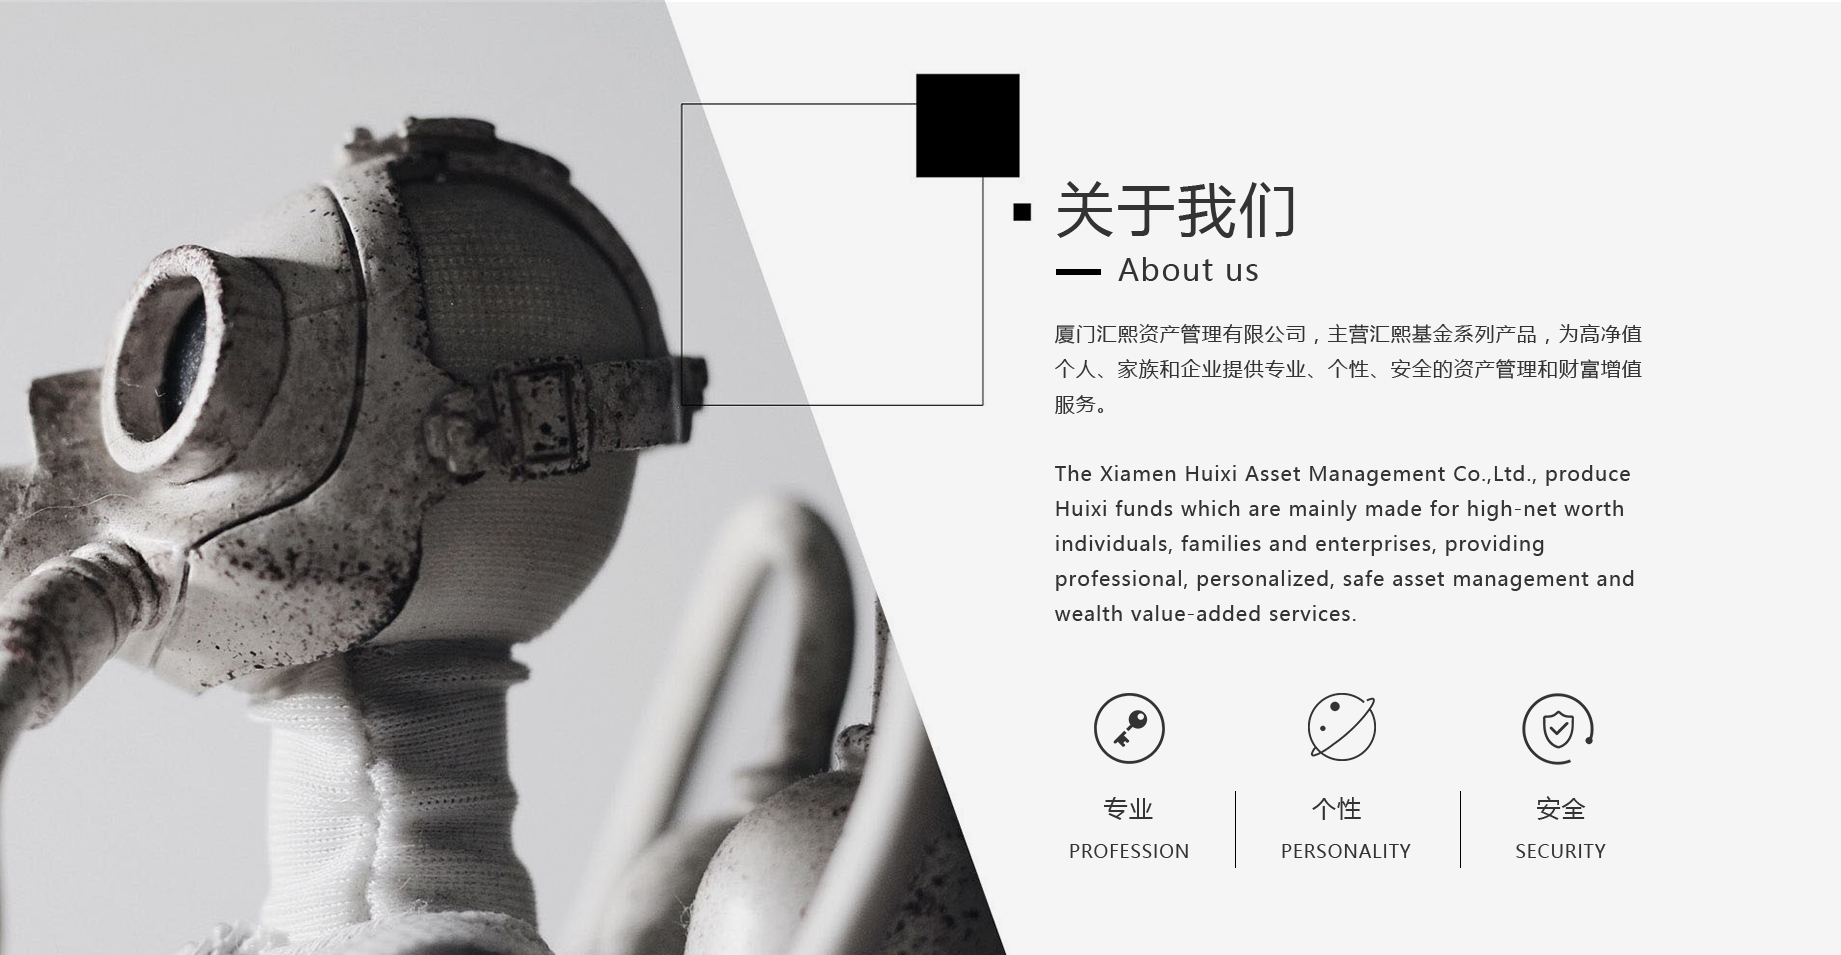 关于我们
About us
厦门汇熙资产管理有限公司，主营汇熙基金系列产品，为高净值
个人、家族和企业提供专业、个性、安全的资产管理和财富增值
服务。
The Xiamen Huixi Asset Management Co.,Ltd., produce
Huixi funds which are mainly made for high-net worth
individuals, families and enterprises, providing
professional, personalized, safe asset management and
wealth value-added services.
专业
PROFESSION
个性
PERSONALITY
安全
SECURITY